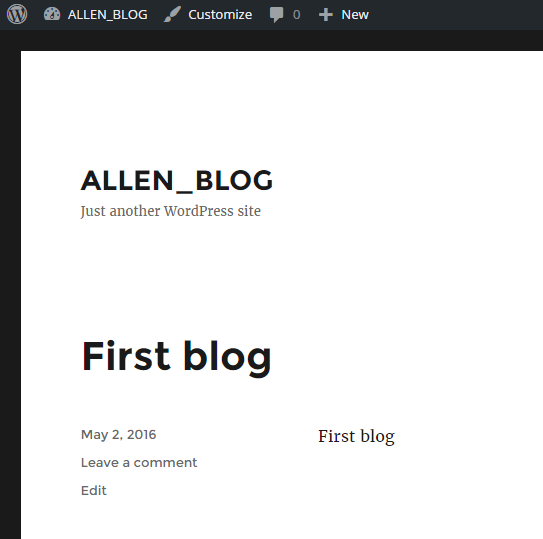 ALLEN_BLOG Customize 0 New
ALLEN_BLOG
Just another WordPress site
First blog
May 2, 2016 First blog
Leave a comment
Edit